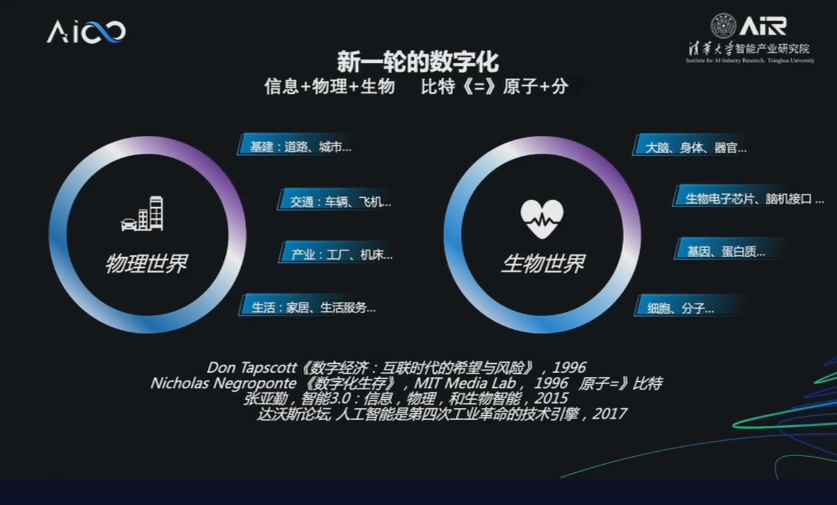 AiCO
AiR
清华大学智能产业研究院
Institute for AI Industry Research, Tsinghua University
新一轮的数字化
信息+物理+生物 比特《=》原子+分子
基建：道路、城市...
交通：车辆、飞机...
产业：工厂、机床...
生活：家居、生活服务...
物理世界
大脑、身体、器官...
生物电子芯片、脑机接口 ...
基因、蛋白质...
细胞、分子...
生物世界
Don Tapscott《数字经济：互联时代的希望与风险》，1996
Nicholas Negroponte 《数字化生存》，MIT Media Lab， 1996 原子=》比特
张亚勤，智能3.0：信息，物理，和生物智能，2015
达沃斯论坛, 人工智能是第四次工业革命的技术引擎，2017